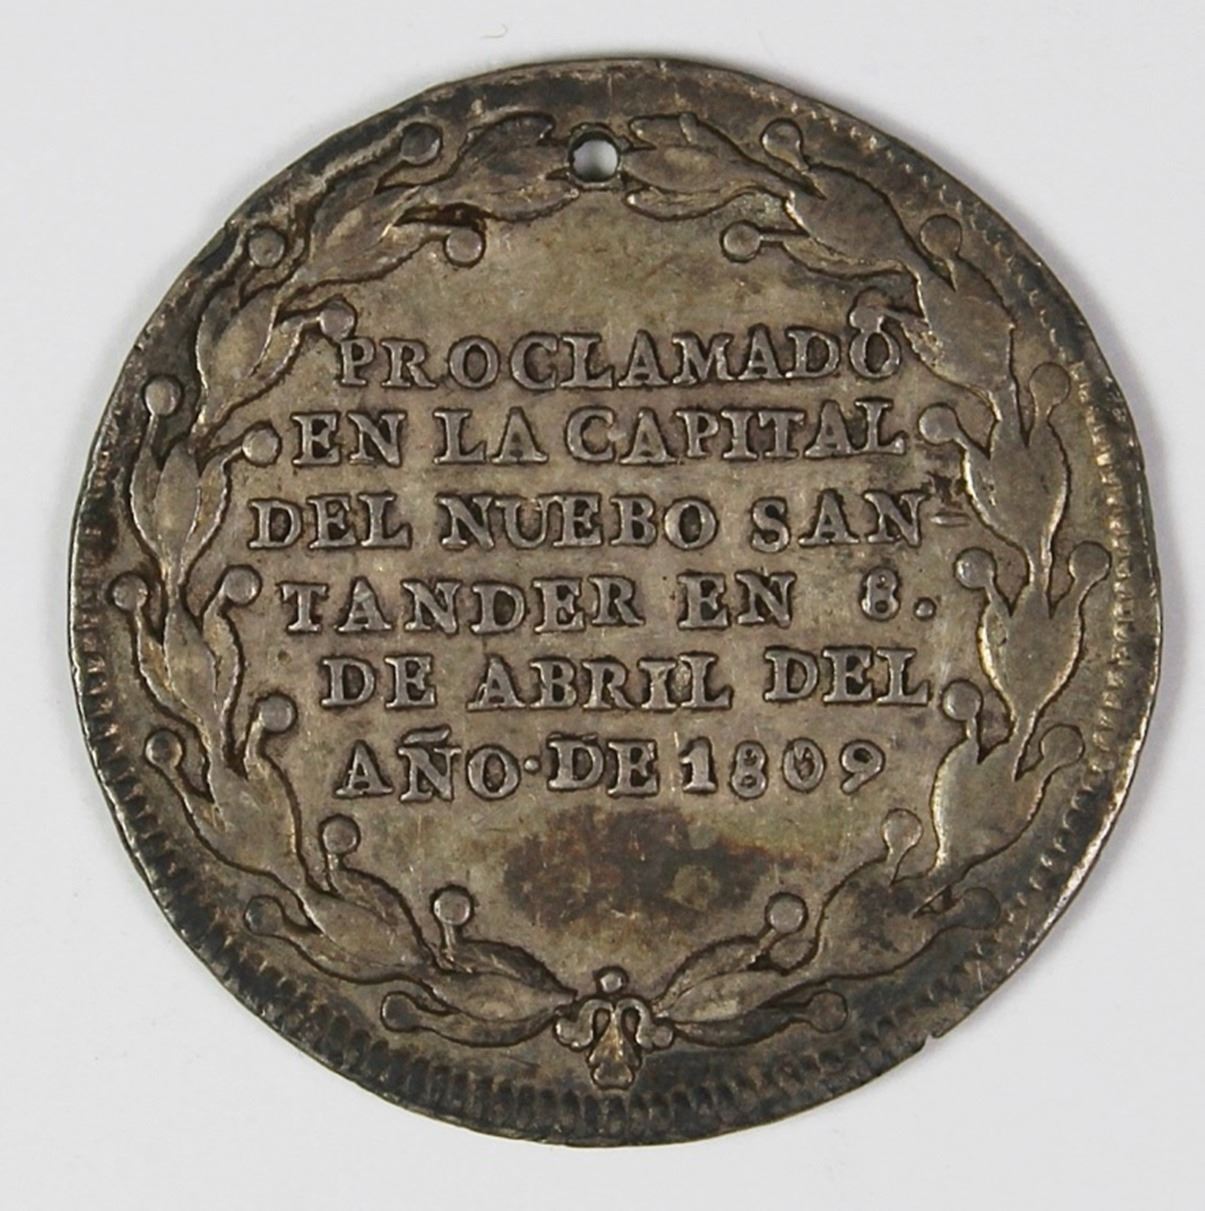 PROCLAMADO
EN LA CAPITAL
DEL NUEBO SAN-
TANDER EN 8.
DE ABRIL DEL
AÑO·DE 1809